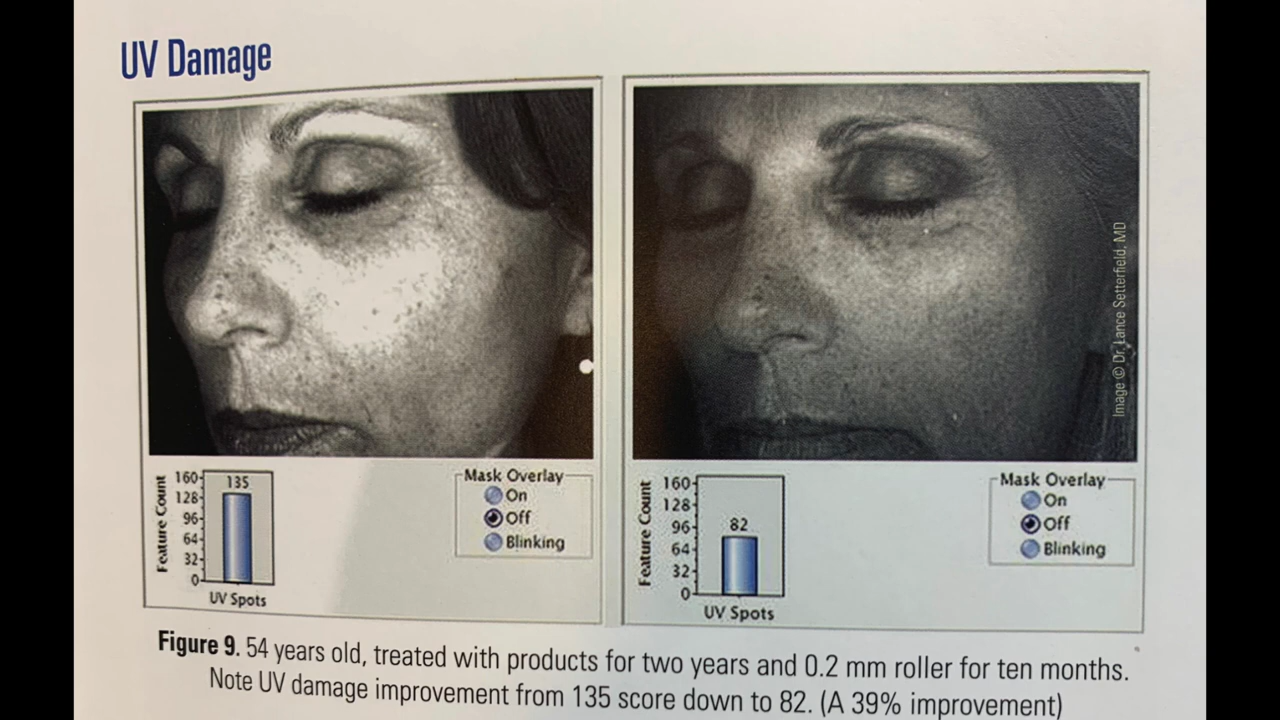 UV Damage
Image © Dr. Lance Setterfield, MD
Feature Count
160
128
96
64
32
0
135
UV Spots
Mask Overlay
On
Off
Blinking
Feature Count
160
128
96
64
32
0
82
UV Spots
Mask Overlay
On
Off
Blinking
Figure 9. 54 years old, treated with products for two years and 0.2 mm roller for ten months.
Note UV damage improvement from 135 score down to 82. (A 39% improvement)